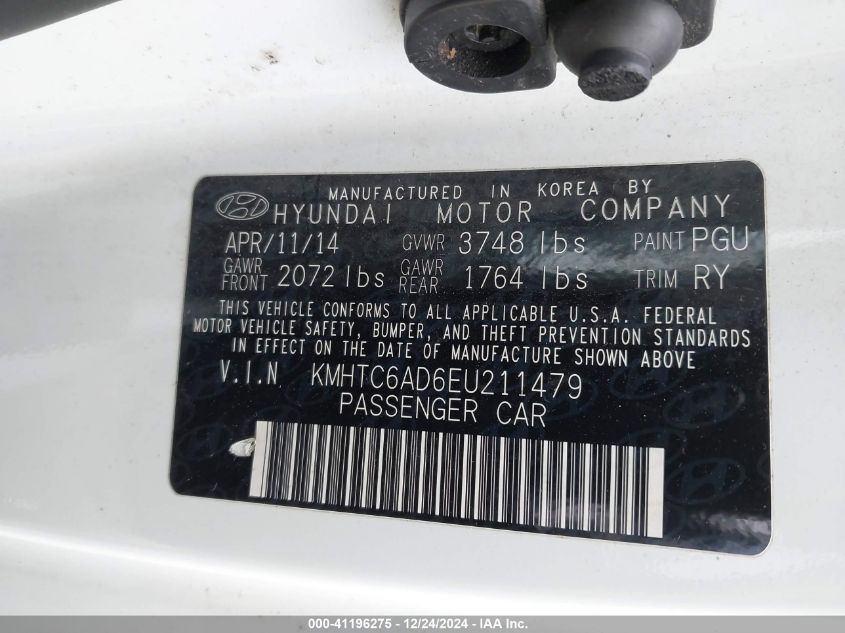 MANUFACTURED IN KOREA BY
HYUNDAI MOTOR COMPANY
APR/11/14 GVWR 3748 lbs PAINT PGU
GAWR FRONT 2072 lbs GAWR REAR 1764 lbs TRIM RY
THIS VEHICLE CONFORMS TO ALL APPLICABLE U.S.A. FEDERAL
MOTOR VEHICLE SAFETY, BUMPER, AND THEFT PREVENTION STANDARDS
IN EFFECT ON THE DATE OF MANUFACTURE SHOWN ABOVE
V.I.N KMHTC6AD6EU211479
PASSENGER CAR
000-41196275 - 12/24/2024 - IAA Inc.